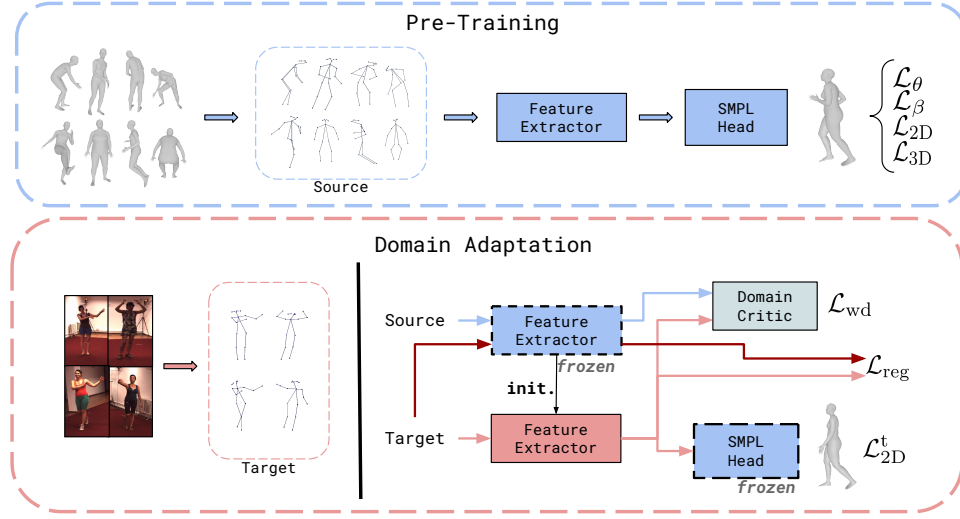 Pre-Training
Source
Feature
Extractor
SMPL
Head
ℒθ
ℒβ
ℒ2D
ℒ3D
Domain Adaptation
Target
Source
Target
Feature
Extractor
frozen
init.
Feature
Extractor
Domain
Critic
ℒwd
ℒreg
SMPL
Head
frozen
ℒt2D